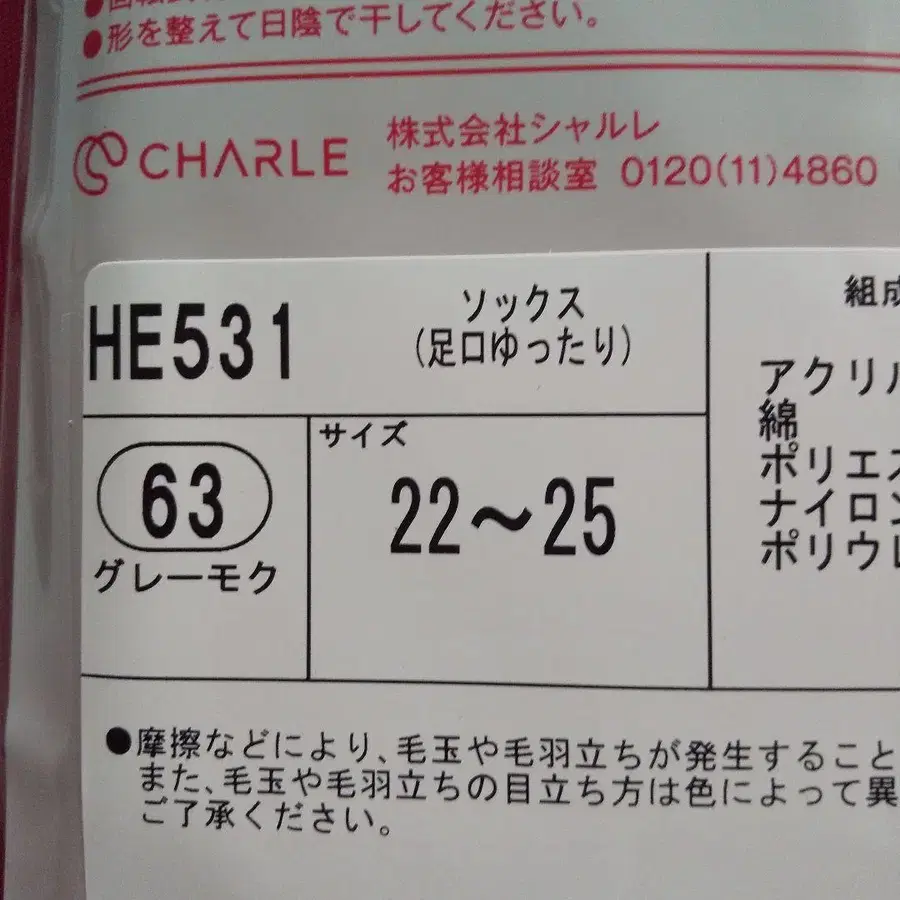 ●形を整えて日陰で干してください。
CHARLE
株式会社シャルレ
お客様相談室 0120(11)4860
HE531
ソックス
(足口ゆったり)
組成
63
グレーモク
サイズ
22〜25
アクリル
綿
ポリエス
ナイロン
ポリウレ
●摩擦などにより、毛玉や毛羽立ちが発生すること
また、毛玉や毛羽立ちの目立ち方は色によって異
ご了承ください。